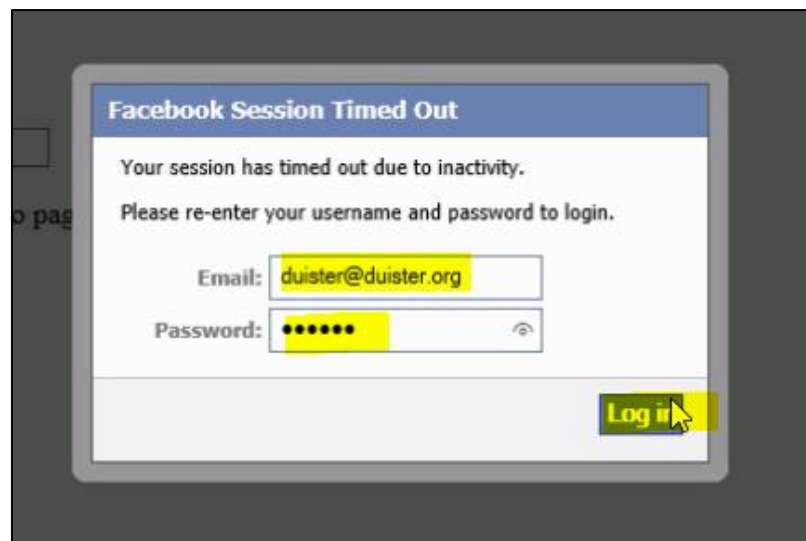 Facebook Session Timed Out
Your session has timed out due to inactivity.
o pag
Please re-enter your username and password to login.
Email: duister@duister.org
Password: ••••••
Log in